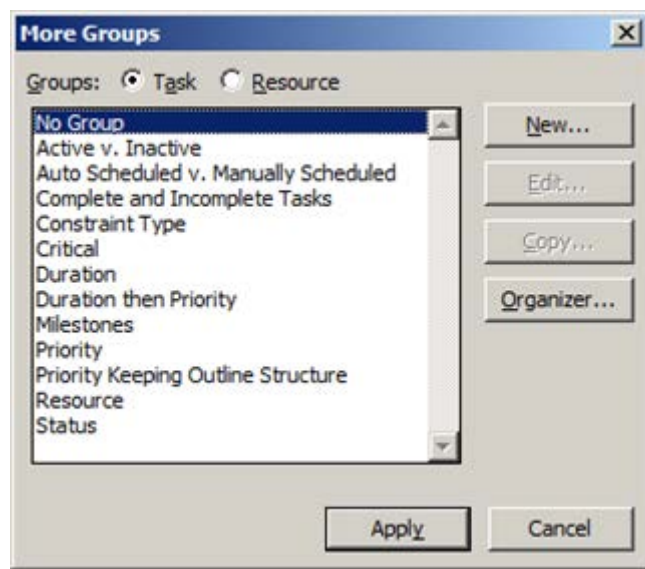 More Groups
Groups: Task Resource
No Group
Active v. Inactive
Auto Scheduled v. Manually Scheduled
Complete and Incomplete Tasks
Constraint Type
Critical
Duration
Duration then Priority
Milestones
Priority
Priority Keeping Outline Structure
Resource
Status
New...
Edit...
Copy...
Organizer...
Apply
Cancel